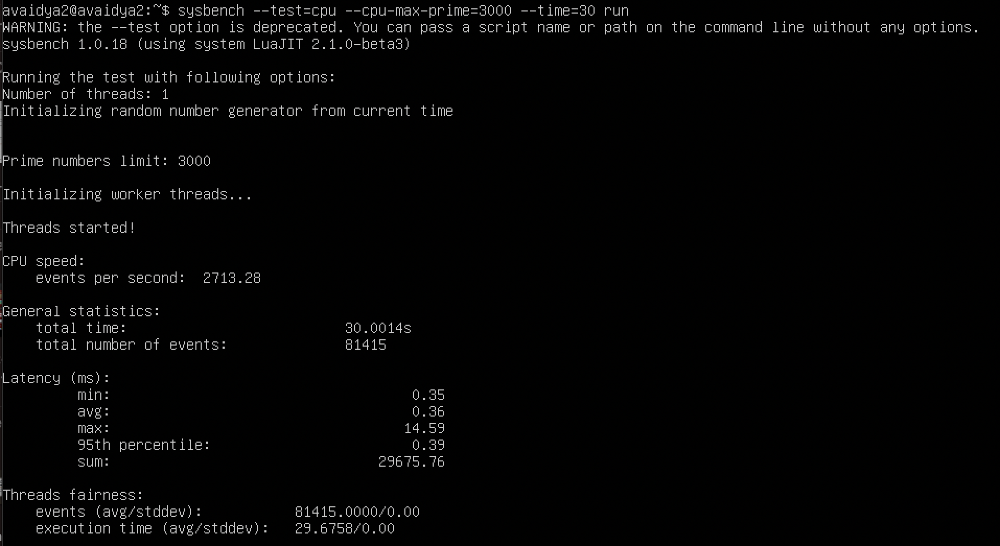 avaidya2@avaidya2:~$ sysbench --test=cpu --cpu-max-prime=3000 --time=30 run
WARNING: the --test option is deprecated. You can pass a script name or path on the command line without any options.
sysbench 1.0.18 (using system LuaJIT 2.1.0-beta3)
Running the test with following options:
Number of threads: 1
Initializing random number generator from current time
Prime numbers limit: 3000
Initializing worker threads...
Threads started!
CPU speed:
events per second: 2713.28
General statistics:
total time: 30.0014s
total number of events: 81415
Latency (ms):
min: 0.35
avg: 0.36
max: 14.59
95th percentile: 0.39
sum: 29675.76
Threads fairness:
events (avg/stddev): 81415.0000/0.00
execution time (avg/stddev): 29.6758/0.00